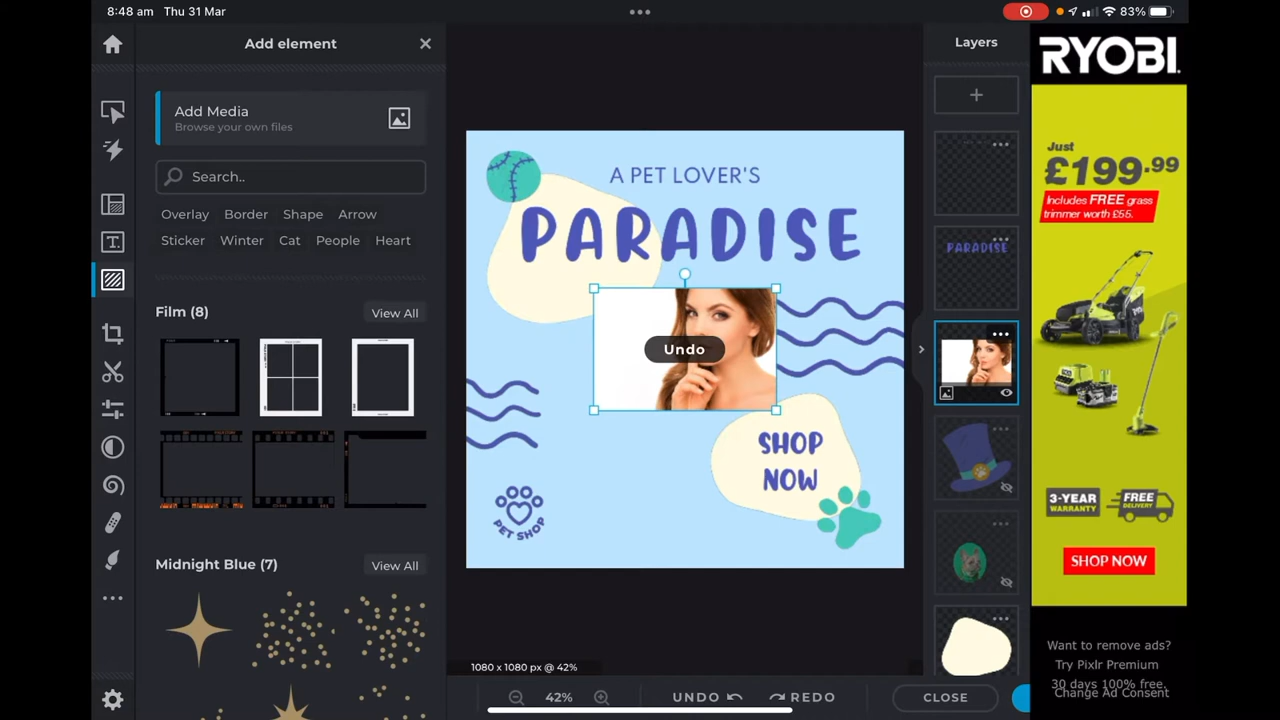 8:48 am Thu 31 Mar
83%
Add element
Layers
Add Media
Browse your own files
Search..
Overlay Border Shape Arrow
Sticker Winter Cat People Heart
Film (8)
View All
Midnight Blue (7)
View All
A PET LOVER'S
PARADISE
Undo
SHOP
NOW
PET SHOP
PARADISE
1080 x 1080 px @ 42%
42%
UNDO
REDO
CLOSE
RYOBI
Just
£199.99
Includes FREE grass
trimmer worth £55.
3-YEAR
WARRANTY
FREE
DELIVERY
SHOP NOW
Want to remove ads?
Try Pixlr Premium
30 days 100% free.
Change Ad Consent